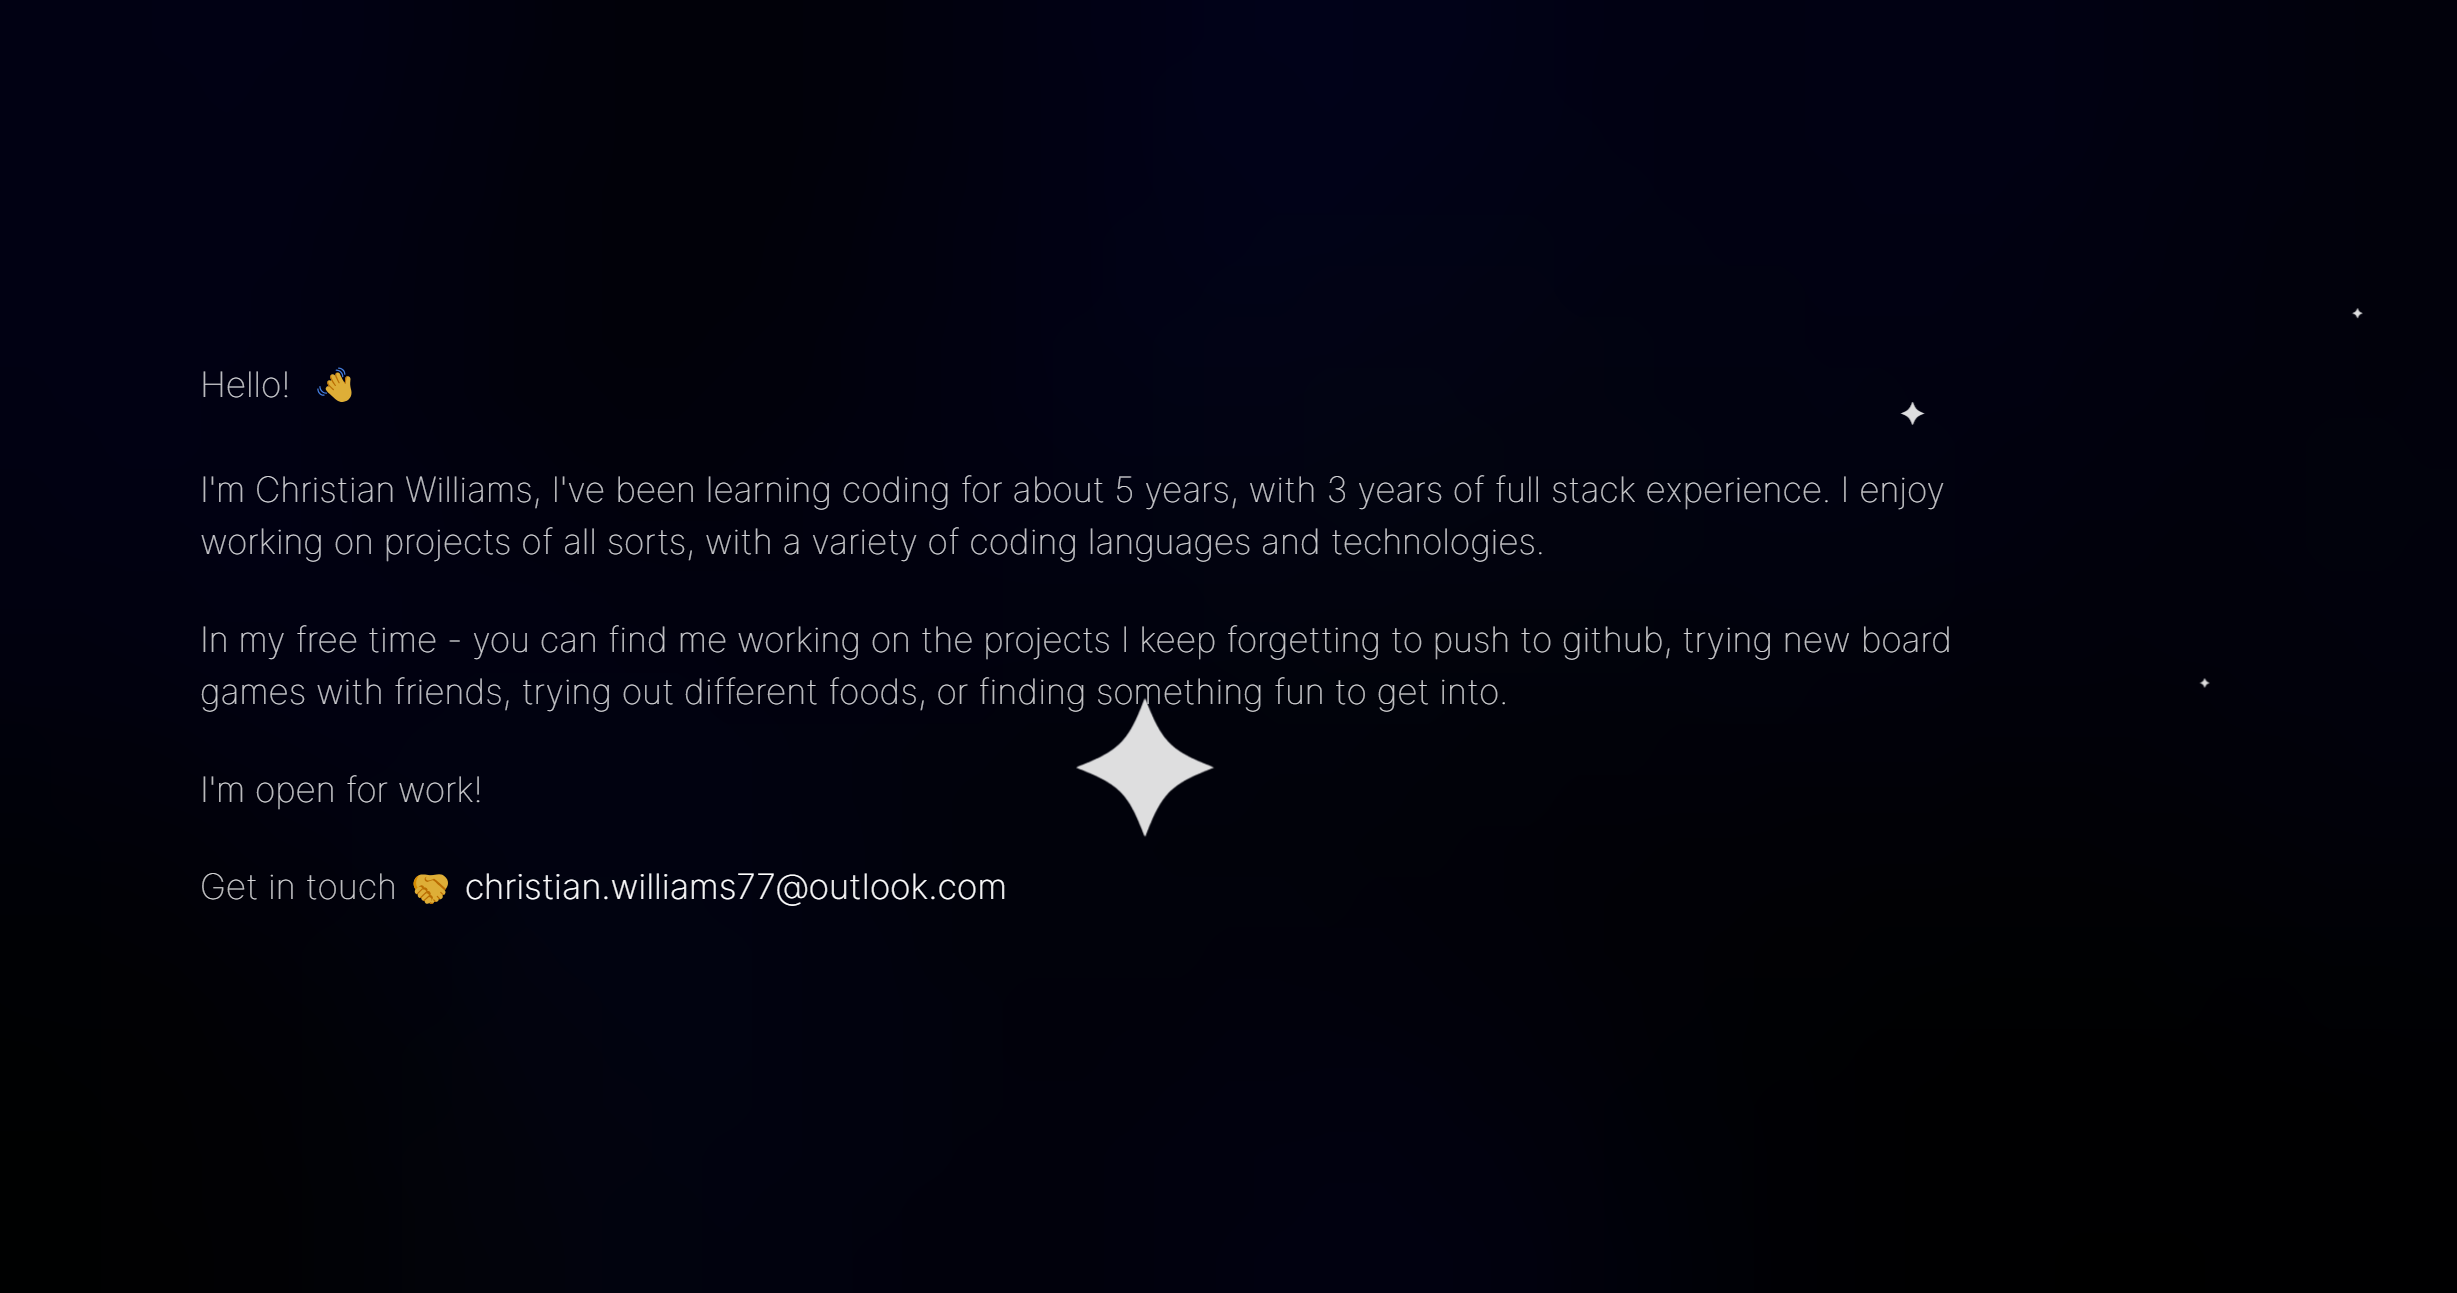 Hello! 👋
I'm Christian Williams, I've been learning coding for about 5 years, with 3 years of full stack experience. I enjoy
working on projects of all sorts, with a variety of coding languages and technologies.
In my free time - you can find me working on the projects I keep forgetting to push to github, trying new board
games with friends, trying out different foods, or finding something fun to get into.
I'm open for work!
Get in touch 🤝 christian.williams77@outlook.com